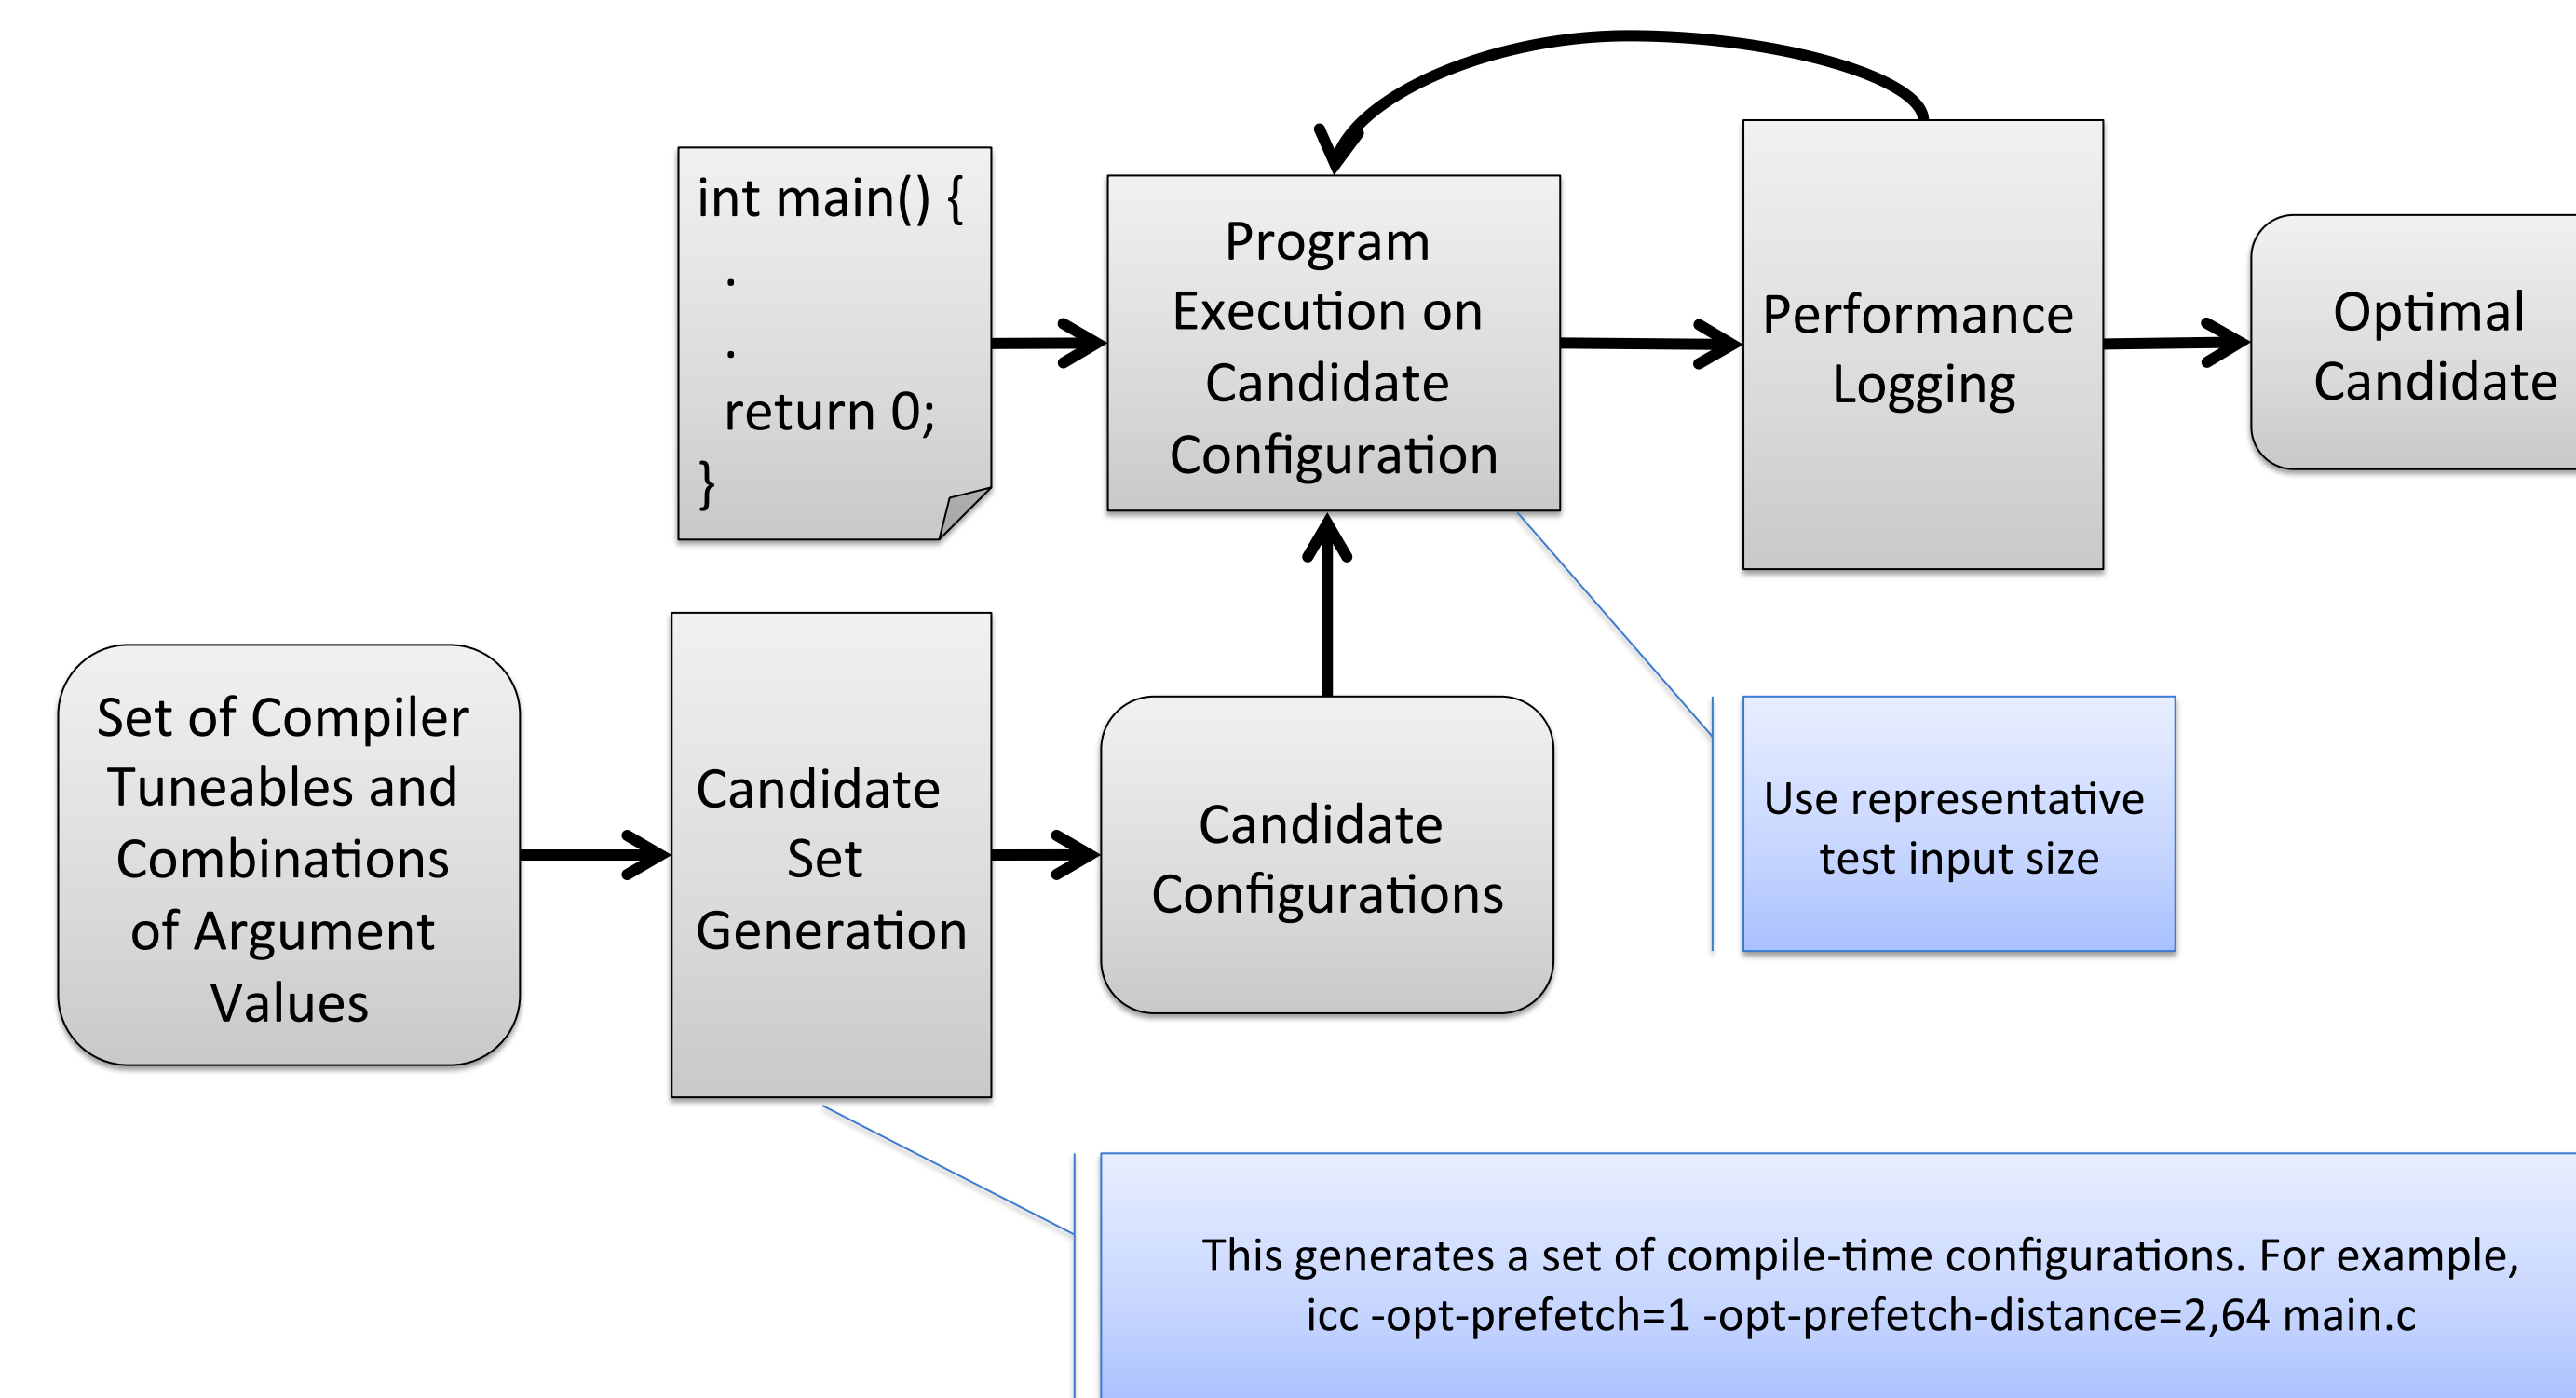 int main() {
.
.
return 0;
}
Program
Execution on
Candidate
Configuration
Performance
Logging
Optimal
Candidate
Set of Compiler
Tuneables and
Combinations
of Argument
Values
Candidate
Set
Generation
Candidate
Configurations
Use representative
test input size
This generates a set of compile-time configurations. For example,
icc -opt-prefetch=1 -opt-prefetch-distance=2,64 main.c